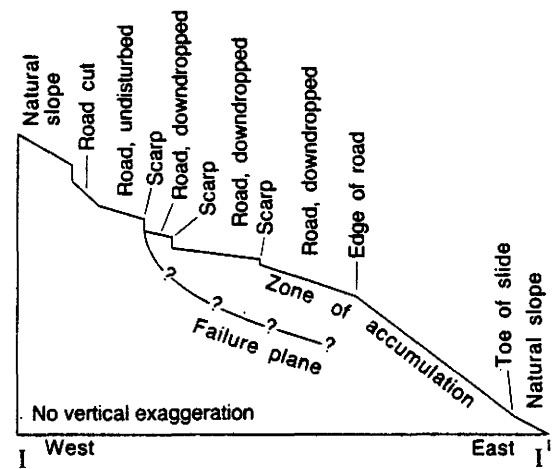 Natural slope
Road cut
Road, undisturbed
Scarp
Road, downdropped
Scarp
Road, downdropped
Scarp
Road, downdropped
Edge of road
Toe of slide
Natural slope
?
?
?
?
Zone of accumulation
Failure plane
No vertical exaggeration
I West East I'